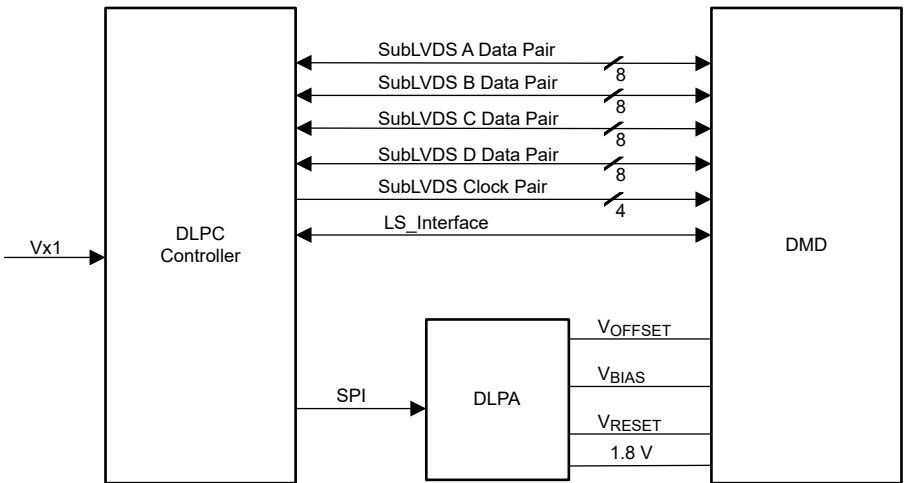 SubLVDS A Data Pair
8
SubLVDS B Data Pair
8
SubLVDS C Data Pair
8
SubLVDS D Data Pair
8
SubLVDS Clock Pair
4
LS_Interface
Vx1
DLPC
Controller
DMD
SPI
DLPA
VOFFSET
VBIAS
VRESET
1.8 V